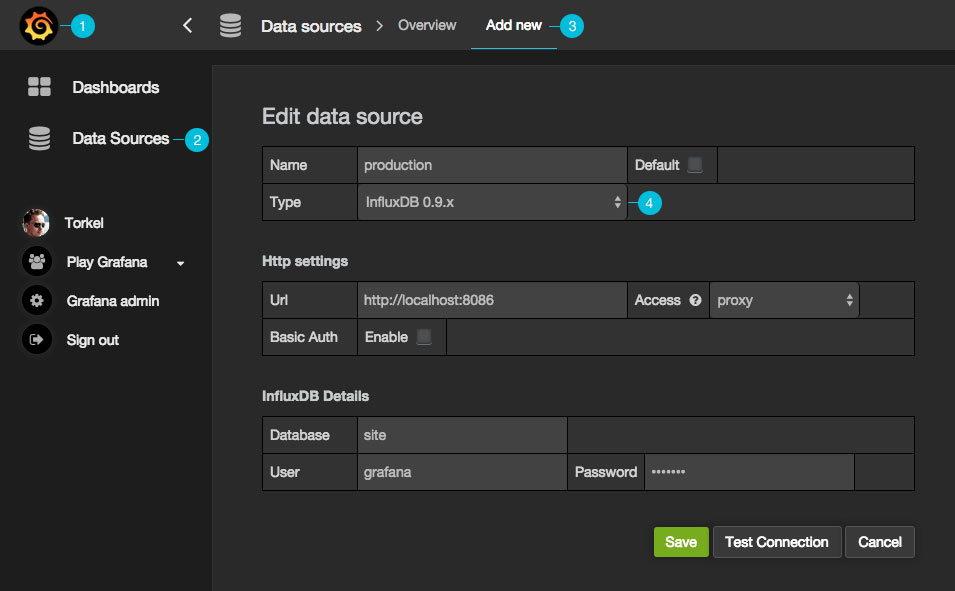 1 Data sources > Overview Add new 3
Dashboards
Data Sources 2
Torkel
Play Grafana
Grafana admin
Sign out
Edit data source
Name production Default
Type InfluxDB 0.9.x 4
Http settings
Url http://localhost:8086 Access ? proxy
Basic Auth Enable
InfluxDB Details
Database site
User grafana Password •••••••
Save Test Connection Cancel